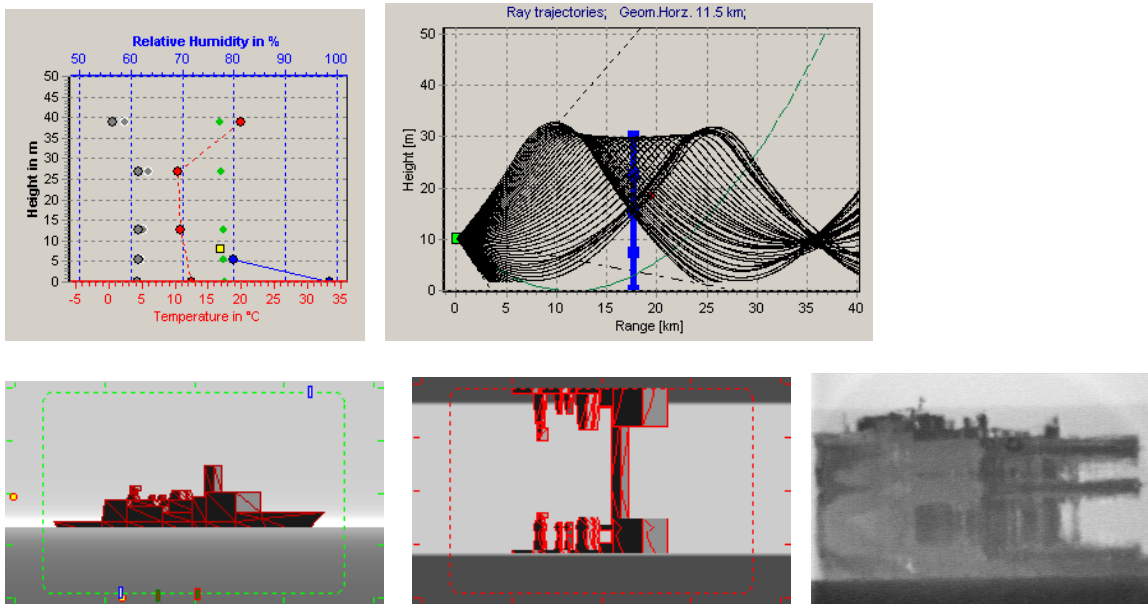 Relative Humidity in %
50 60 70 80 90 100
Height in m
50
45
40
35
30
25
20
15
10
5
0
-5 0 5 10 15 20 25 30 35
Temperature in °C
Ray trajectories; Geom.Horz. 11.5 km;
Height [m]
50
40
30
20
10
0
0 5 10 15 20 25 30 35 40
Range [km]